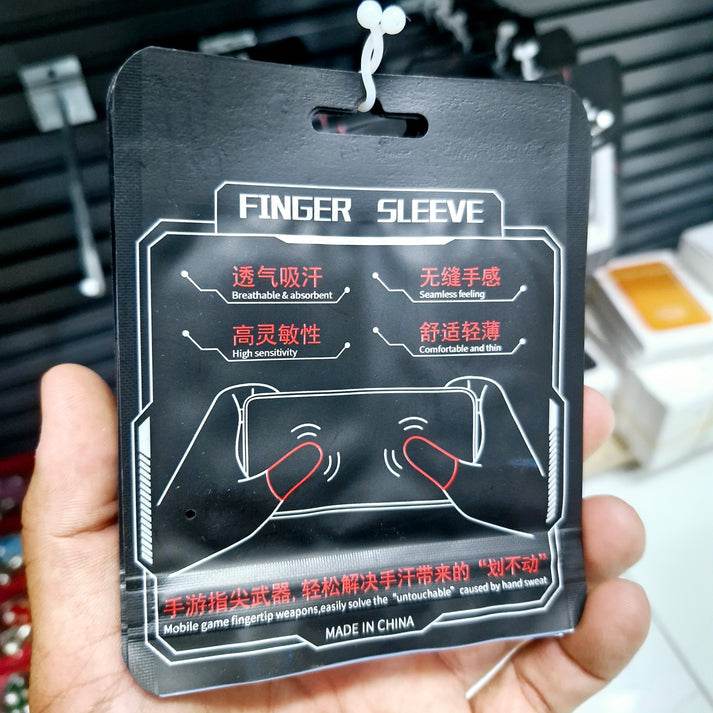 FINGER SLEEVE
透气吸汗
Breathable & absorbent
无缝手感
Seamless feeling
高灵敏性
High sensitivity
舒适轻薄
Comfortable and thin
手游指尖武器,轻松解决手汗带来的“划不动”
Mobile game fingertip weapons,easily solve the "untouchable" caused by hand sweat
MADE IN CHINA